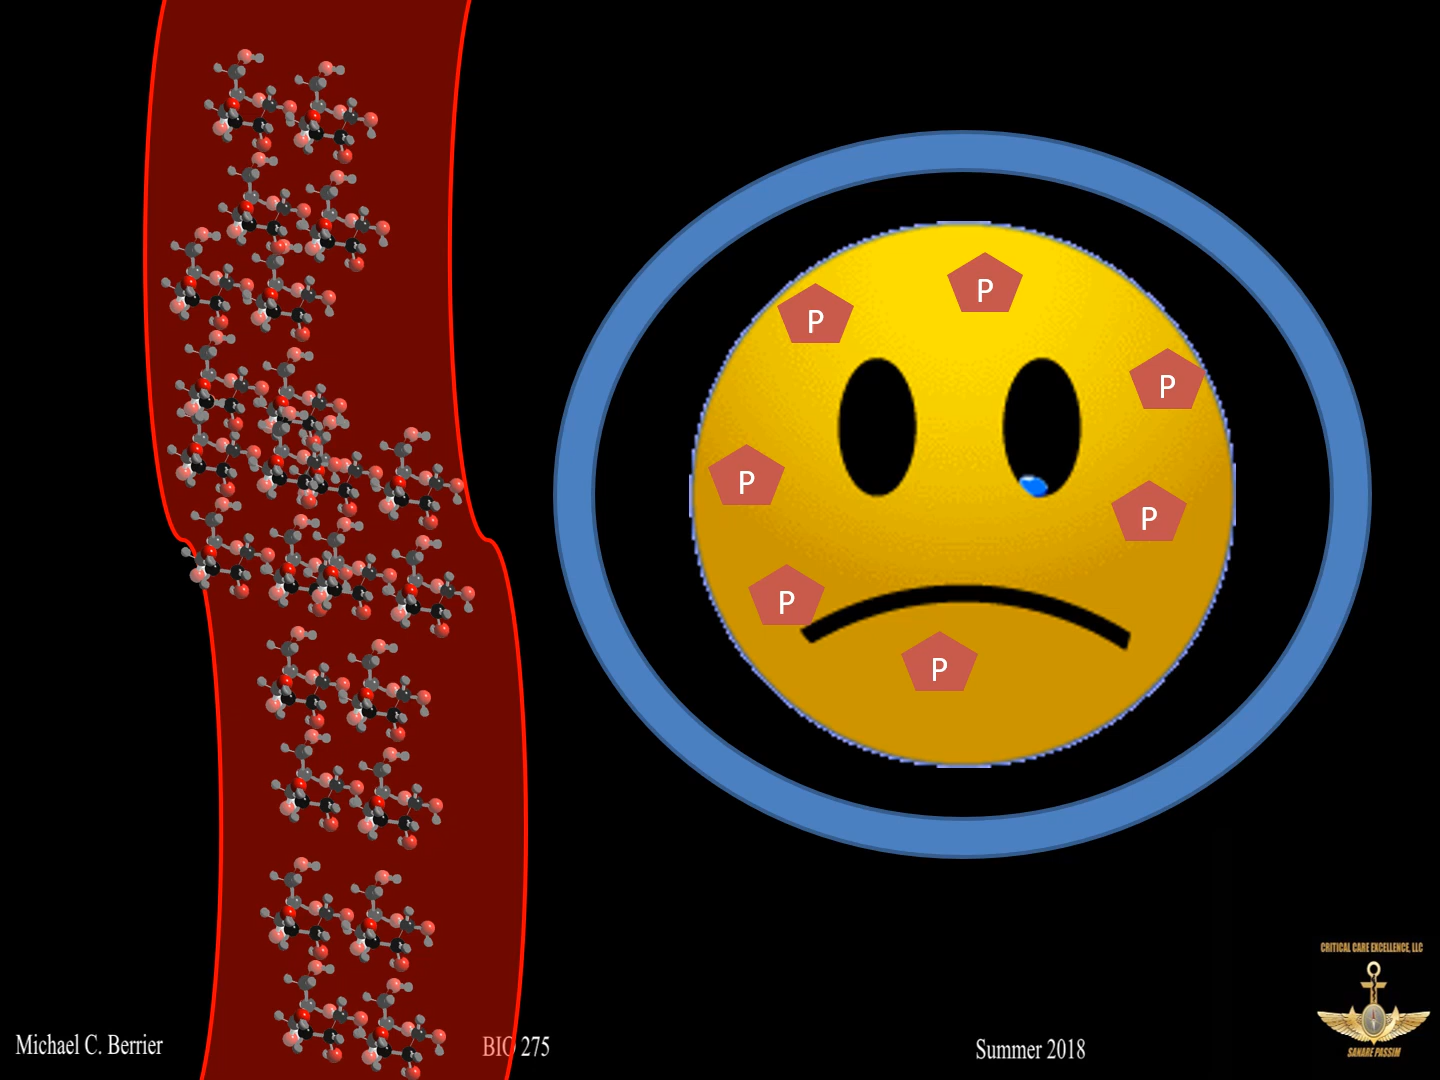 P
P
P
P
P
P
P
CRITICAL CARE EXCELLENCE, LLC
SANARE PASSIM
Michael C. Berrier
BIO 275
Summer 2018